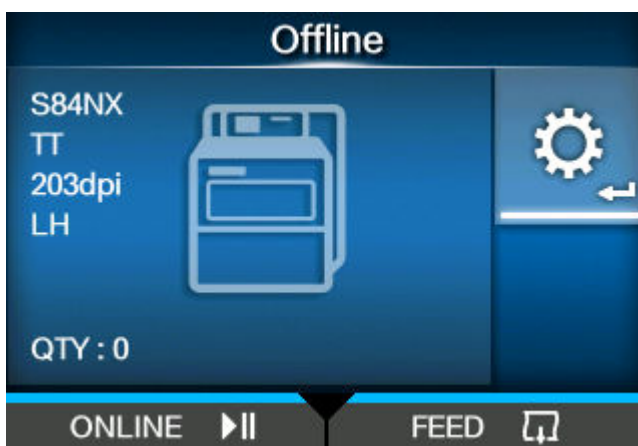 Offline
S84NX
TT
203dpi
LH
QTY : 0
ONLINE
FEED